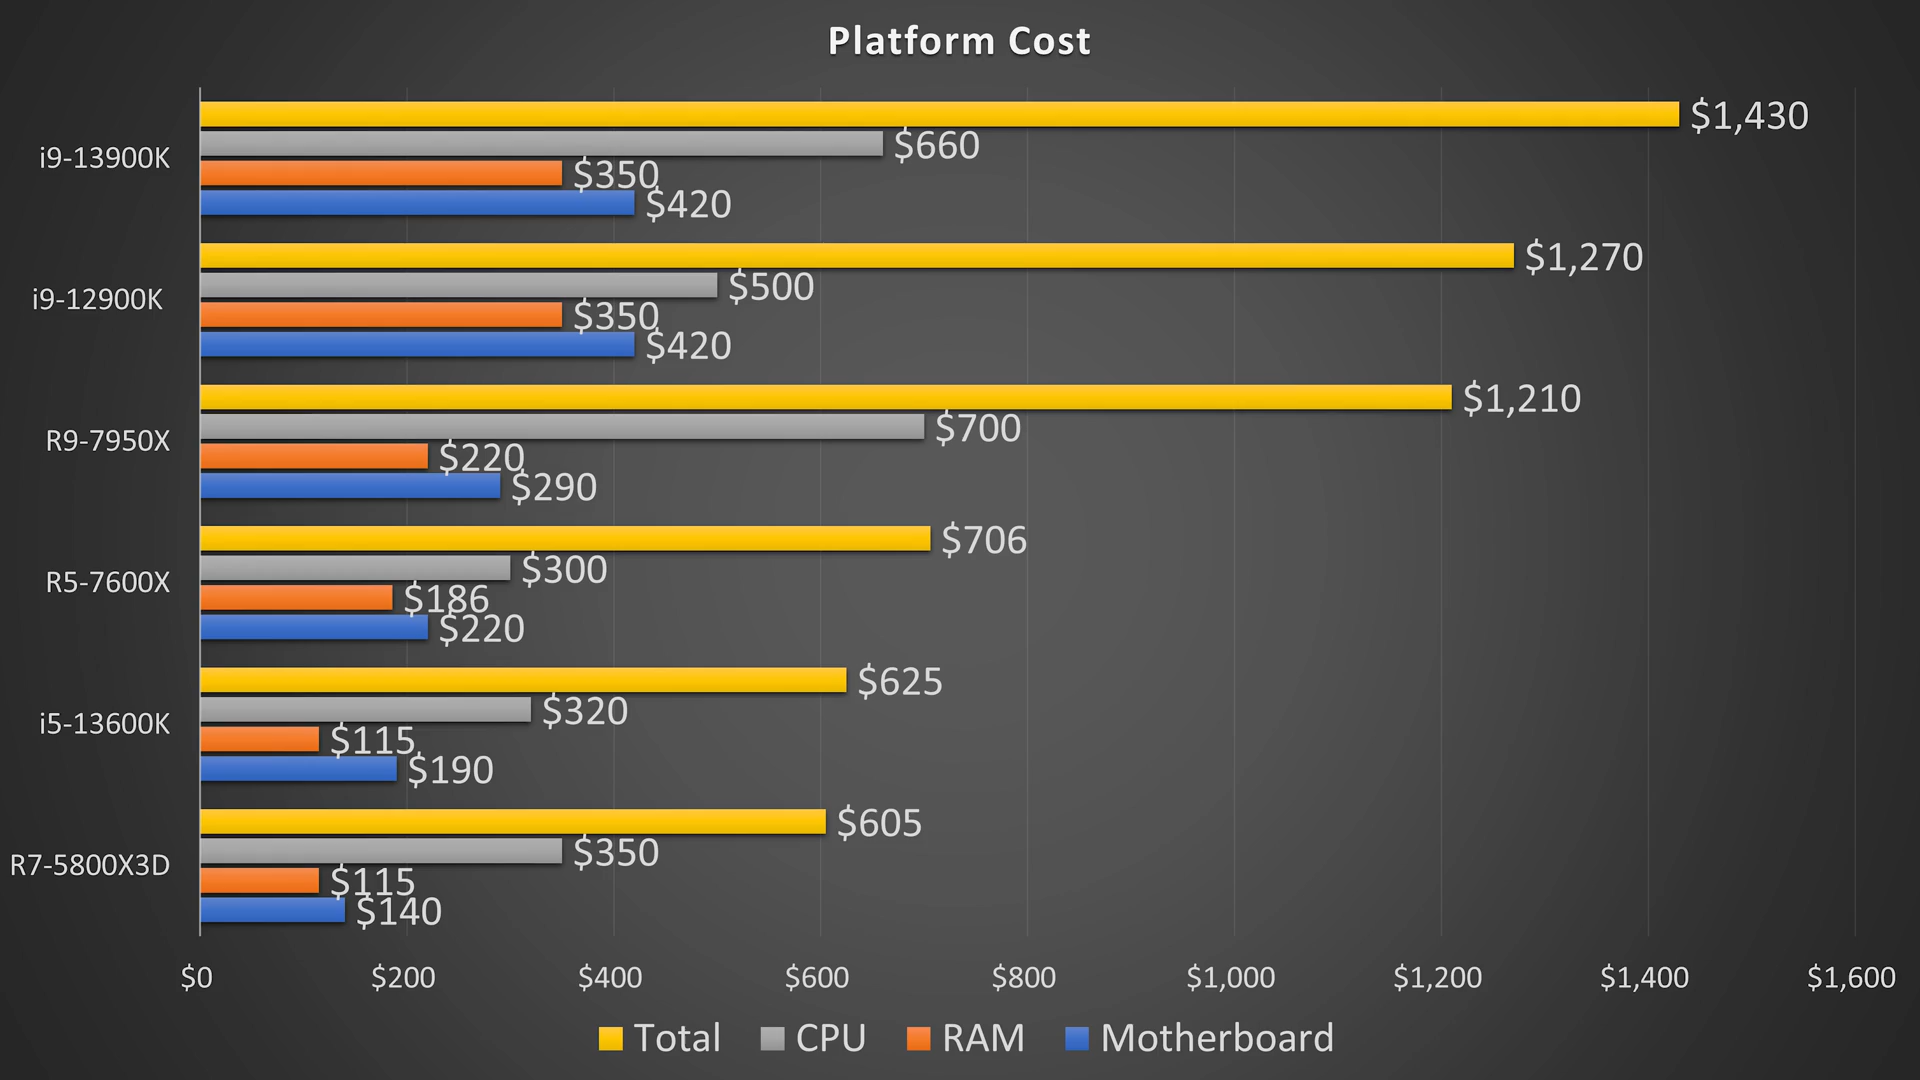 Platform Cost
i9-13900K
$1,430
$660
$350
$420
i9-12900K
$1,270
$500
$350
$420
R9-7950X
$1,210
$700
$220
$290
R5-7600X
$706
$300
$186
$220
i5-13600K
$625
$320
$115
$190
R7-5800X3D
$605
$350
$115
$140
$0 $200 $400 $600 $800 $1,000 $1,200 $1,400 $1,600
Total CPU RAM Motherboard